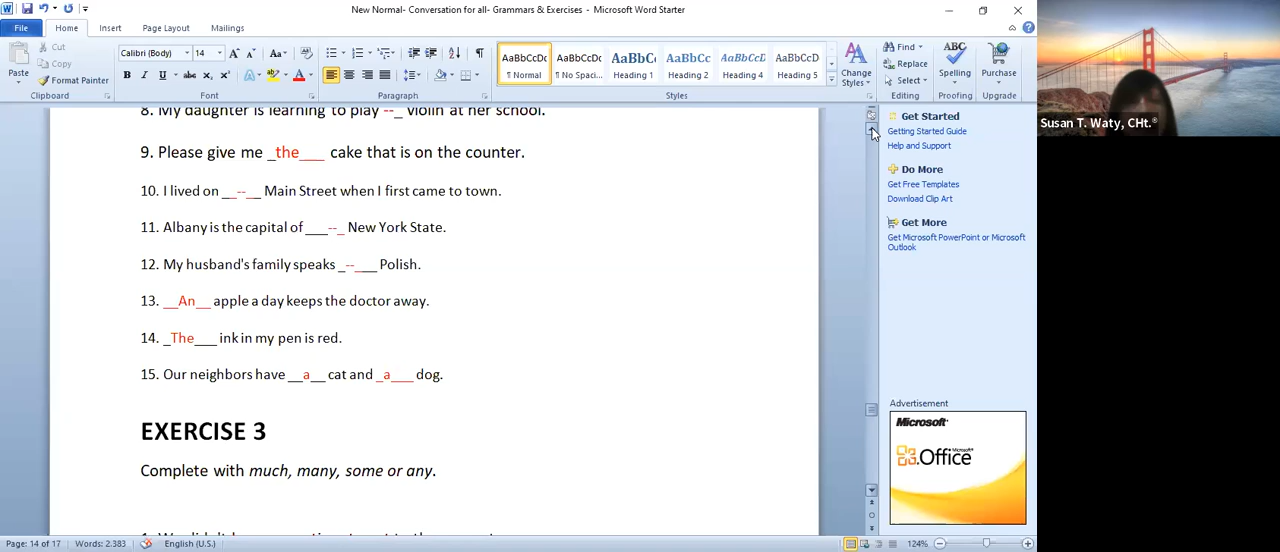 New Normal- Conversation for all- Grammars & Exercises - Microsoft Word Starter
File Home Insert Page Layout Mailings
Cut
Copy
Format Painter
Paste
Clipboard
Calibri (Body) 14
Font
Paragraph
AaBbCcDc AaBbCcDc AaBbCc AaBbCc AaBbCcD AaBbCcDc
¶ Normal ¶ No Spaci... Heading 1 Heading 2 Heading 4 Heading 5
Change Styles
Styles
Find
Replace
Select
Editing
Spelling
Proofing
Purchase
Upgrade
8. My daughter is learning to play --_ violin at her school.
9. Please give me _the___ cake that is on the counter.
10. I lived on __--__ Main Street when I first came to town.
11. Albany is the capital of ___--_ New York State.
12. My husband's family speaks _--___ Polish.
13. __An__ apple a day keeps the doctor away.
14. _The___ ink in my pen is red.
15. Our neighbors have __a__ cat and _a___ dog.
EXERCISE 3
Complete with much, many, some or any.
Get Started
Getting Started Guide
Help and Support
Do More
Get Free Templates
Download Clip Art
Get More
Get Microsoft PowerPoint or Microsoft
Outlook
Advertisement
Microsoft
Office
Susan T. Waty, CHt.®
Page: 14 of 17 Words: 2.383 English (U.S.) 124%